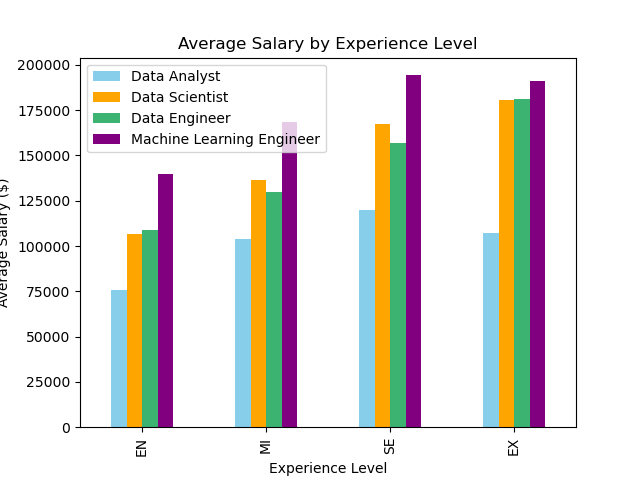 Average Salary by Experience Level
200000
175000
150000
125000
100000
75000
50000
25000
0
Average Salary ($)
Data Analyst
Data Scientist
Data Engineer
Machine Learning Engineer
EN
MI
SE
EX
Experience Level